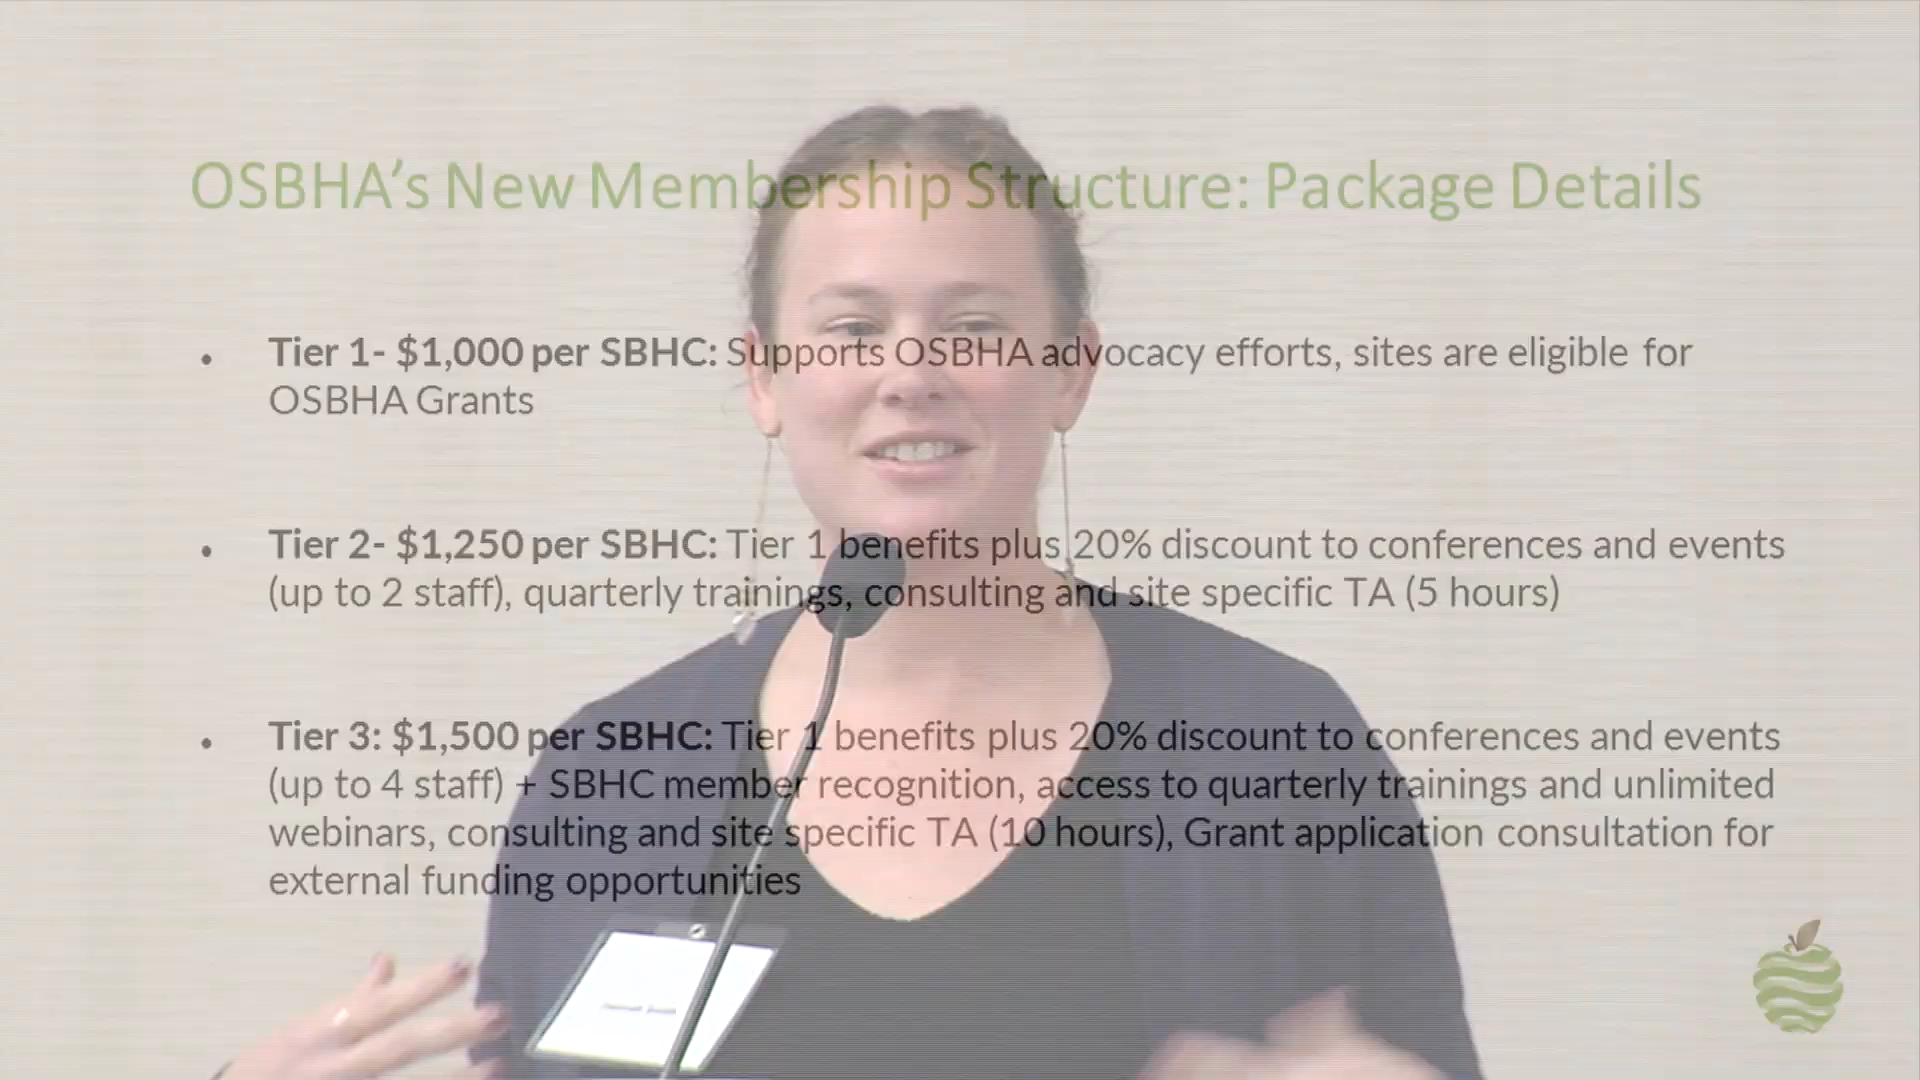 OSBHA's New Membership Structure: Package Details
• Tier 1- $1,000 per SBHC: Supports OSBHA advocacy efforts, sites are eligible for
OSBHA Grants
• Tier 2- $1,250 per SBHC: Tier 1 benefits plus 20% discount to conferences and events
(up to 2 staff), quarterly trainings, consulting and site specific TA (5 hours)
• Tier 3: $1,500 per SBHC: Tier 1 benefits plus 20% discount to conferences and events
(up to 4 staff) + SBHC member recognition, access to quarterly trainings and unlimited
webinars, consulting and site specific TA (10 hours), Grant application consultation for
external funding opportunities